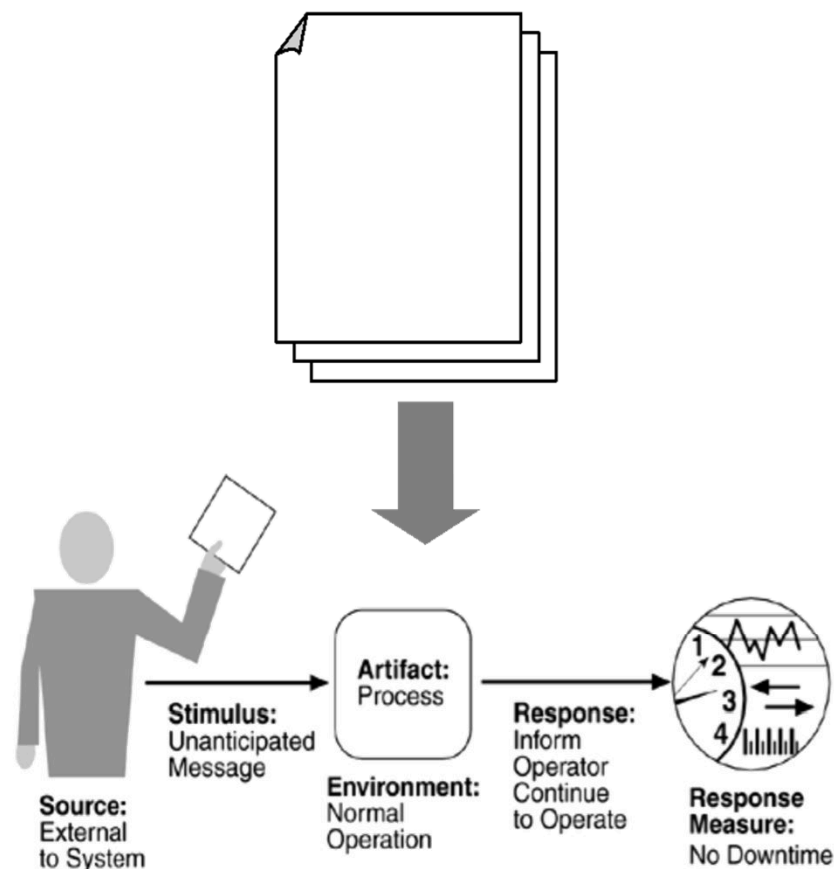 Source:
External
to System
Stimulus:
Unanticipated
Message
Artifact:
Process
Environment:
Normal
Operation
Response:
Inform
Operator
Continue
to Operate
1
2
3
4
Response
Measure:
No Downtime